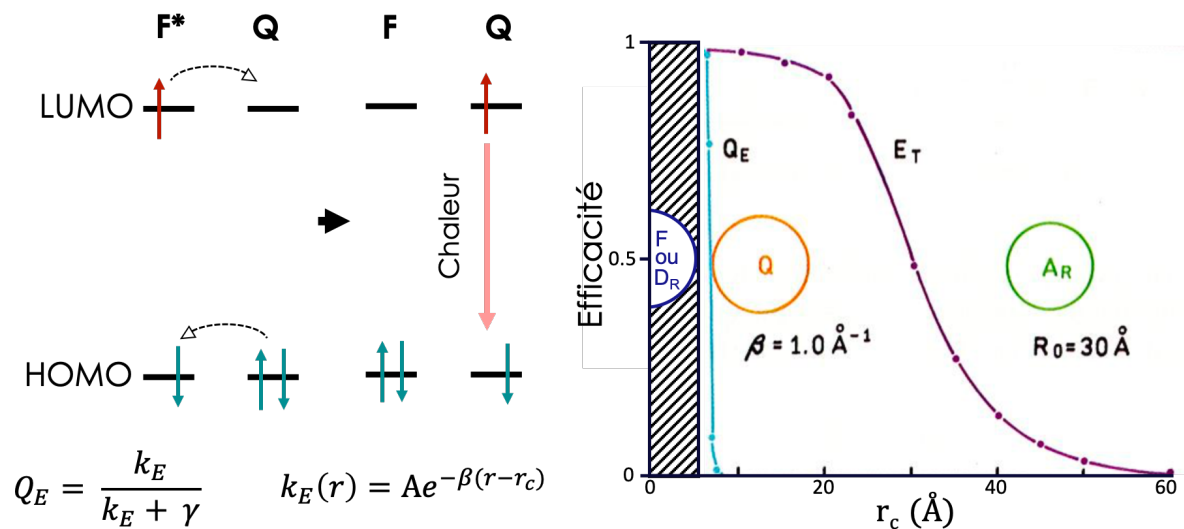 F* Q F Q
LUMO
Chaleur
HOMO
Q_E = k_E / (k_E + γ)
k_E(r) = Ae^{-β(r-r_c)}
Efficacité
1
0.5
0
Q_E
E_T
F
ou
D_R
Q
A_R
β = 1.0 Å⁻¹
R₀=30 Å
0 20 40 60
r_c (Å)